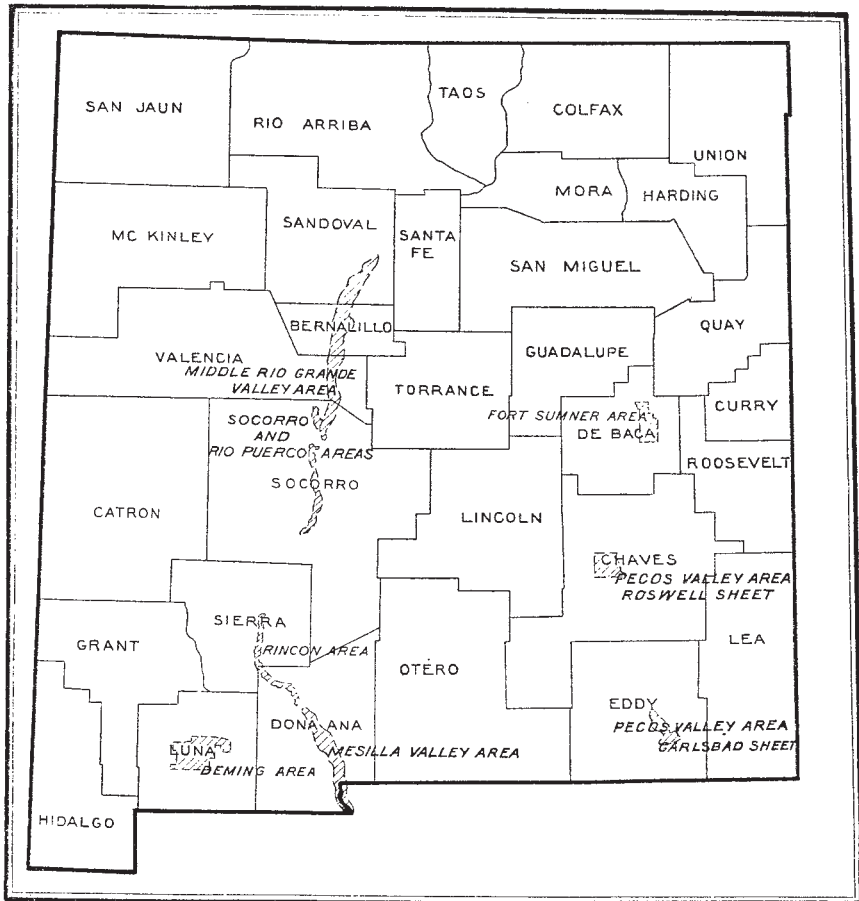 SAN JAUN
RIO ARRIBA
TAOS
COLFAX
UNION
MORA
HARDING
MC KINLEY
SANDOVAL
SANTA
FE
SAN MIGUEL
BERNALILLO
QUAY
VALENCIA
MIDDLE RIO GRANDE
VALLEY AREA
TORRANCE
GUADALUPE
CURRY
SOCORRO
AND
RIO PUERCO AREAS
SOCORRO
FORT SUMNER AREA
DE BACA
ROOSEVELT
CATRON
LINCOLN
CHAVES
PECOS VALLEY AREA
ROSWELL SHEET
SIERRA
RINCON AREA
GRANT
OTERO
LEA
EDDY
PECOS VALLEY AREA
CARLSBAD SHEET
DONA ANA
MESILLA VALLEY AREA
LUNA
DEMING AREA
HIDALGO